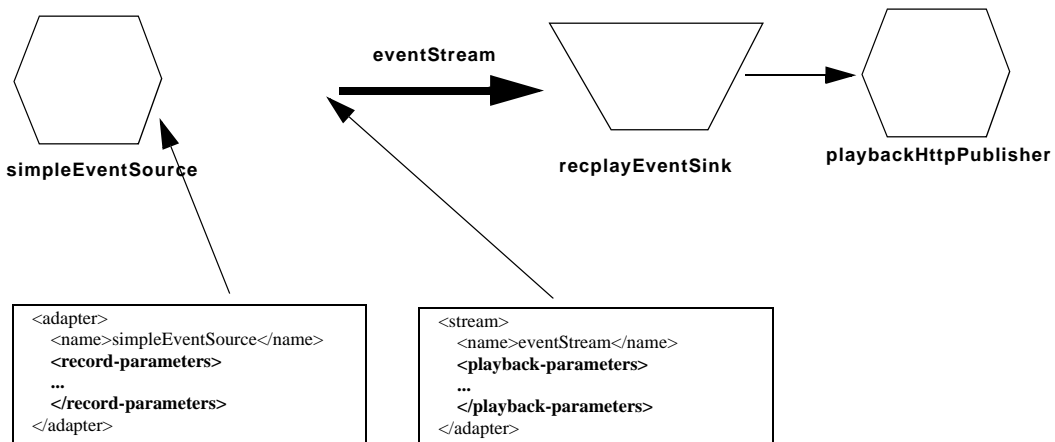 eventStream
simpleEventSource
recplayEventSink
playbackHttpPublisher
<adapter>
<name>simpleEventSource</name>
<record-parameters>
...
</record-parameters>
</adapter>
<stream>
<name>eventStream</name>
<playback-parameters>
...
</playback-parameters>
</adapter>